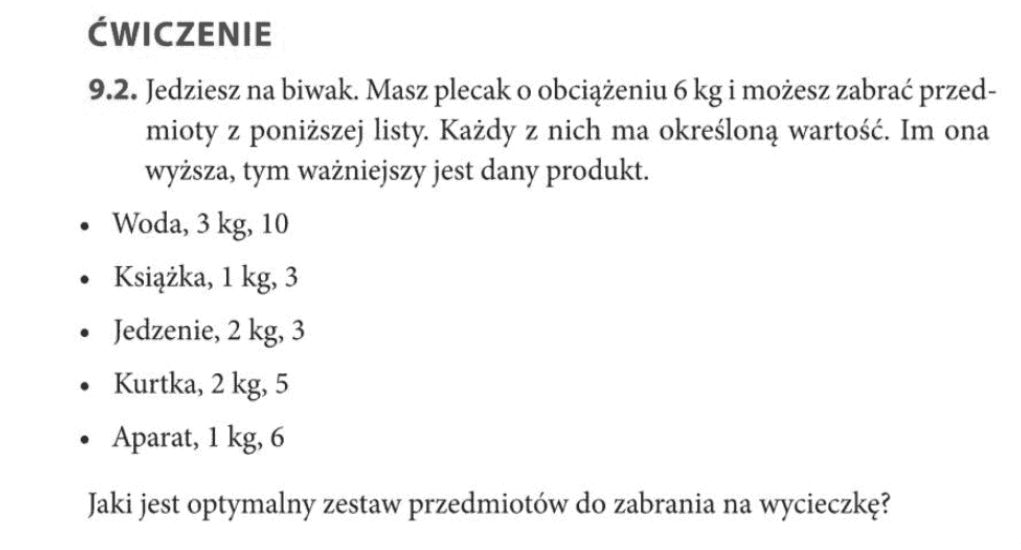 ĆWICZENIE
9.2. Jedziesz na biwak. Masz plecak o obciążeniu 6 kg i możesz zabrać przed-
mioty z poniższej listy. Każdy z nich ma określoną wartość. Im ona
wyższa, tym ważniejszy jest dany produkt.
• Woda, 3 kg, 10
• Książka, 1 kg, 3
• Jedzenie, 2 kg, 3
• Kurtka, 2 kg, 5
• Aparat, 1 kg, 6
Jaki jest optymalny zestaw przedmiotów do zabrania na wycieczkę?